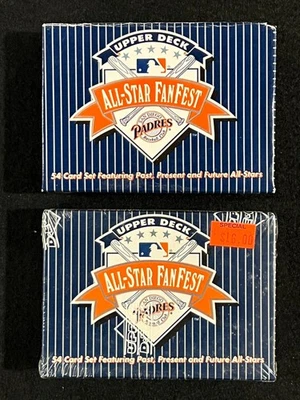 UPPER DECK
ALL-STAR FANFEST
PADRES
54 Card Set Featuring Past, Present and Future All-Stars
SPECIAL
UPPER DECK
ALL-STAR FANFEST
PADRES
54 Card Set Featuring Past, Present and Future All-Stars